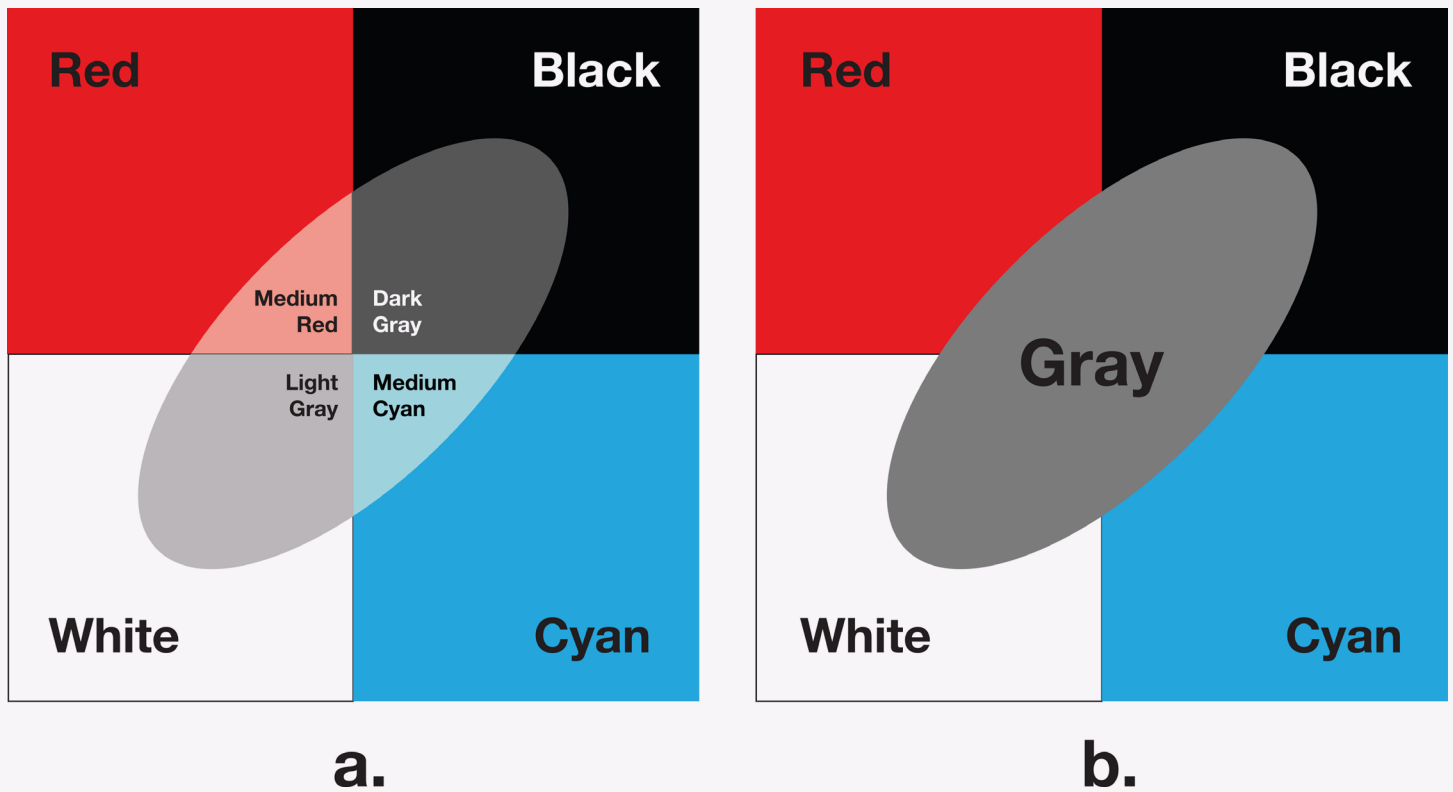 Red
Black
Medium
Red
Dark
Gray
Light
Gray
Medium
Cyan
White
Cyan
a.
Red
Black
Gray
White
Cyan
b.